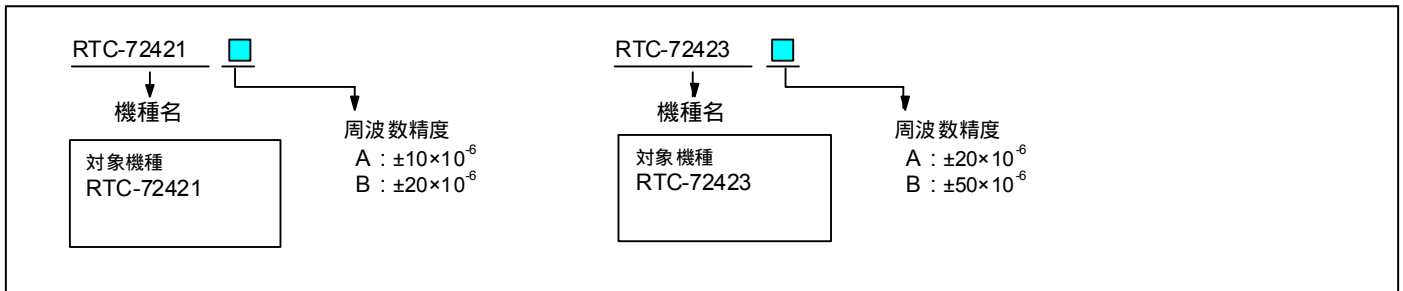 RTC-72421
機種名
対象機種
RTC-72421
周波数精度
A : ±10×10⁻⁶
B : ±20×10⁻⁶
RTC-72423
機種名
対象機種
RTC-72423
周波数精度
A : ±20×10⁻⁶
B : ±50×10⁻⁶